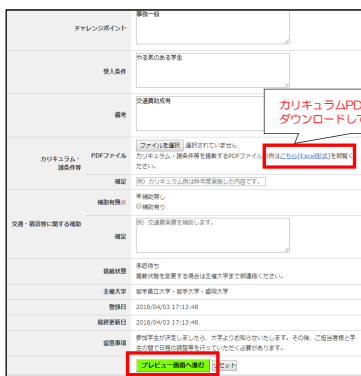 チャレンジポイント
事務一般
受入条件
やる気のある学生
備考
交通費助成有
カリキュラムPD
ダウンロードして
カリキュラム・
諸条件等
PDFファイル
ファイルを選択 選択されていません
カリキュラム・諸条件等を掲載するPDFファイルの例はこちら(Excel形式)を御覧く
ださい。
補足
例）カリキュラム例は昨年度実施した内容です。
交通・宿泊等に関する補助
補助有無※
補助無し
補助有り
補足
例）交通費実費を補助します。
掲載状態
承認待ち
掲載状態を変更する場合は主催大学まで御連絡ください。
主催大学
岩手県立大学・岩手大学・盛岡大学
登録日
2018/04/03 17:13:48
最終更新日
2018/04/03 17:13:48
留意事項
参加学生が決定しましたら、大学よりお知らせいたします。その後、ご担当者様と学
生の間で日程の調整等を行っていただく必要があります。
プレビュー画面へ進む
リセット